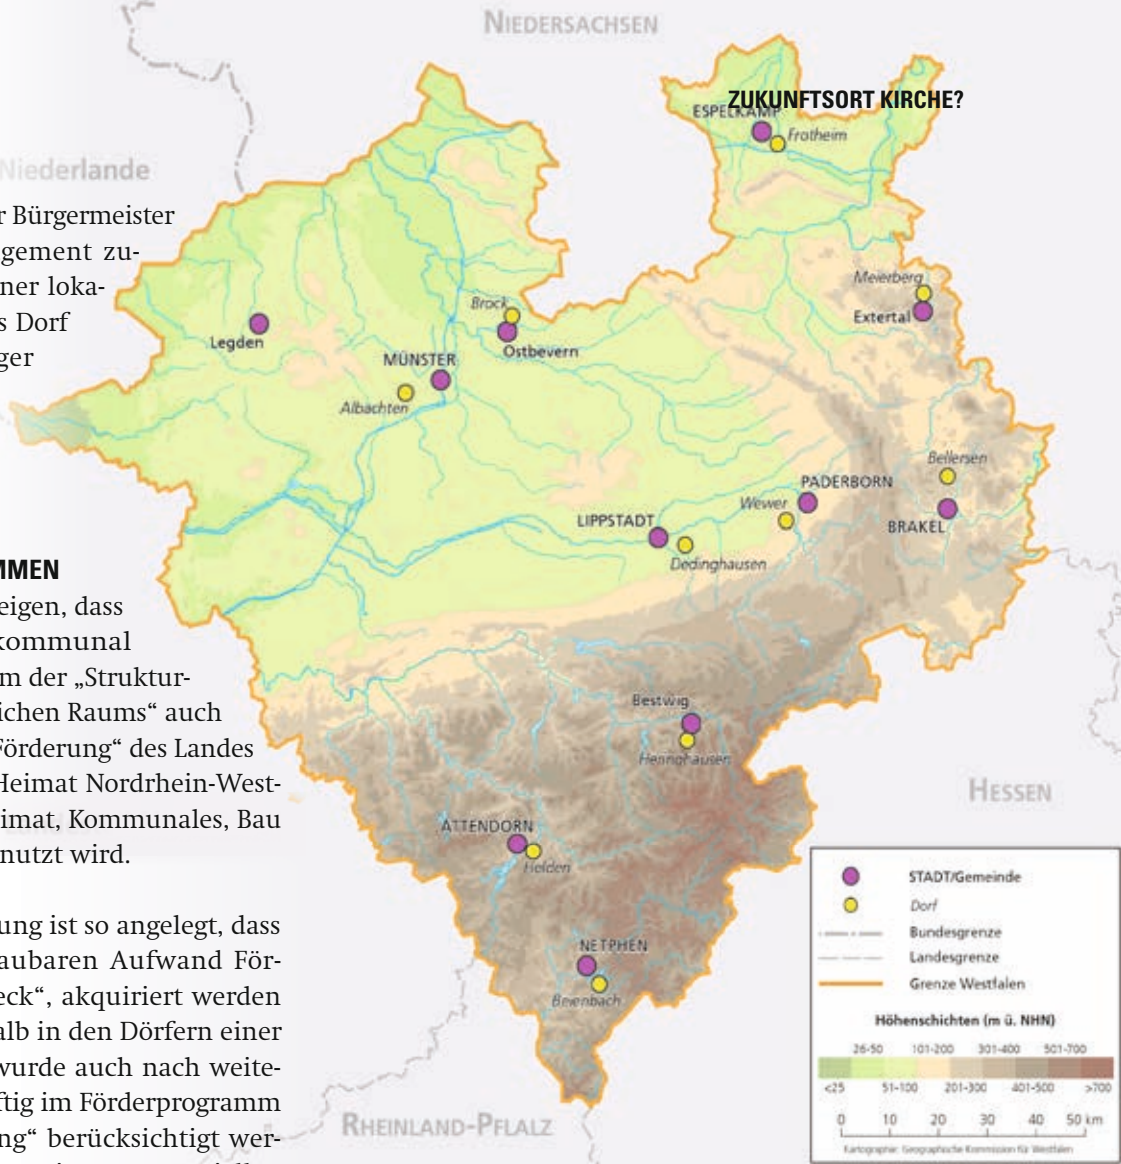 NIEDERSACHSEN
ZUKUNFTSORT KIRCHE?
ESPELKAMP
Frotheim
Niederlande
r Bürgermeister
gement zu-
ner loka-
s Dorf
ger
Meierberg
Extertal
Brock
Ostbevern
Legden
MÜNSTER
Albachten
Bellersen
PADERBORN
Wewer
BRAKEL
LIPPSTADT
Dedinghausen
MMEN
eigen, dass
kommunal
m der „Struktur-
ichen Raums“ auch
Förderung“ des Landes
Heimat Nordrhein-West-
imat, Kommunales, Bau
nutzt wird.
Bestwig
Heringhausen
HESSEN
ATTENDORN
Helden
ung ist so angelegt, dass
aubaren Aufwand För-
eck“, akquiriert werden
alb in den Dörfern einer
wurde auch nach weite-
ftig im Förderprogramm
ng“ berücksichtigt wer-
NETPHEN
Beienbach
RHEINLAND-PFLALZ
STADT/Gemeinde
Dorf
Bundesgrenze
Landesgrenze
Grenze Westfalen
Höhenschichten (m ü. NHN)
26-50 101-200 301-400 501-700
<25 51-100 201-300 401-500 >700
0 10 20 30 40 50 km
Kartographie: Geographische Kommission für Westfalen